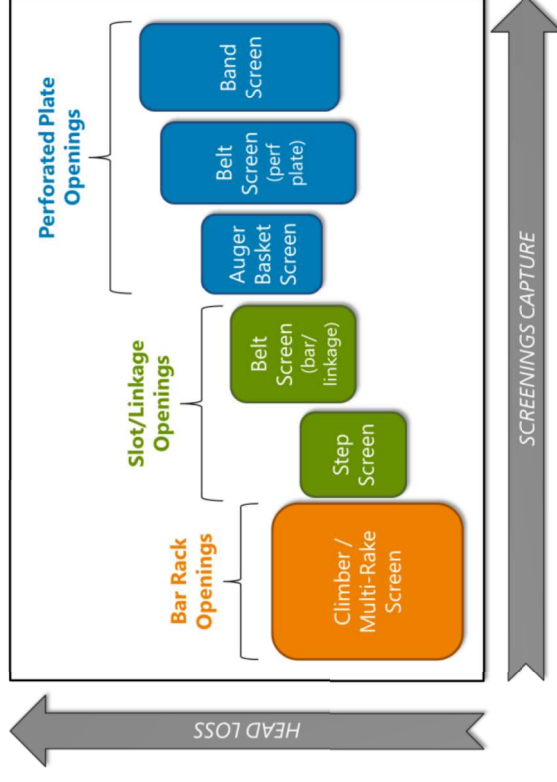 Perforated Plate
Openings
Slot/Linkage
Openings
Bar Rack
Openings
Climber /
Multi-Rake
Screen
Step
Screen
Belt
Screen
(bar/
linkage)
Auger
Basket
Screen
Belt
Screen
(perf
plate)
Band
Screen
HEAD LOSS
SCREENINGS CAPTURE